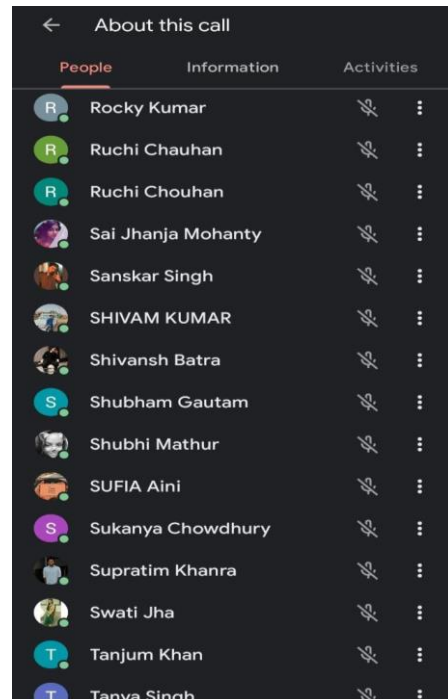 About this call
People Information Activities
R Rocky Kumar
R Ruchi Chauhan
R Ruchi Chouhan
Sai Jhanja Mohanty
Sanskar Singh
SHIVAM KUMAR
Shivansh Batra
S Shubham Gautam
Shubhi Mathur
SUFIA Aini
S Sukanya Chowdhury
Supratim Khanra
Swati Jha
T Tanjum Khan
T Tanya Singh